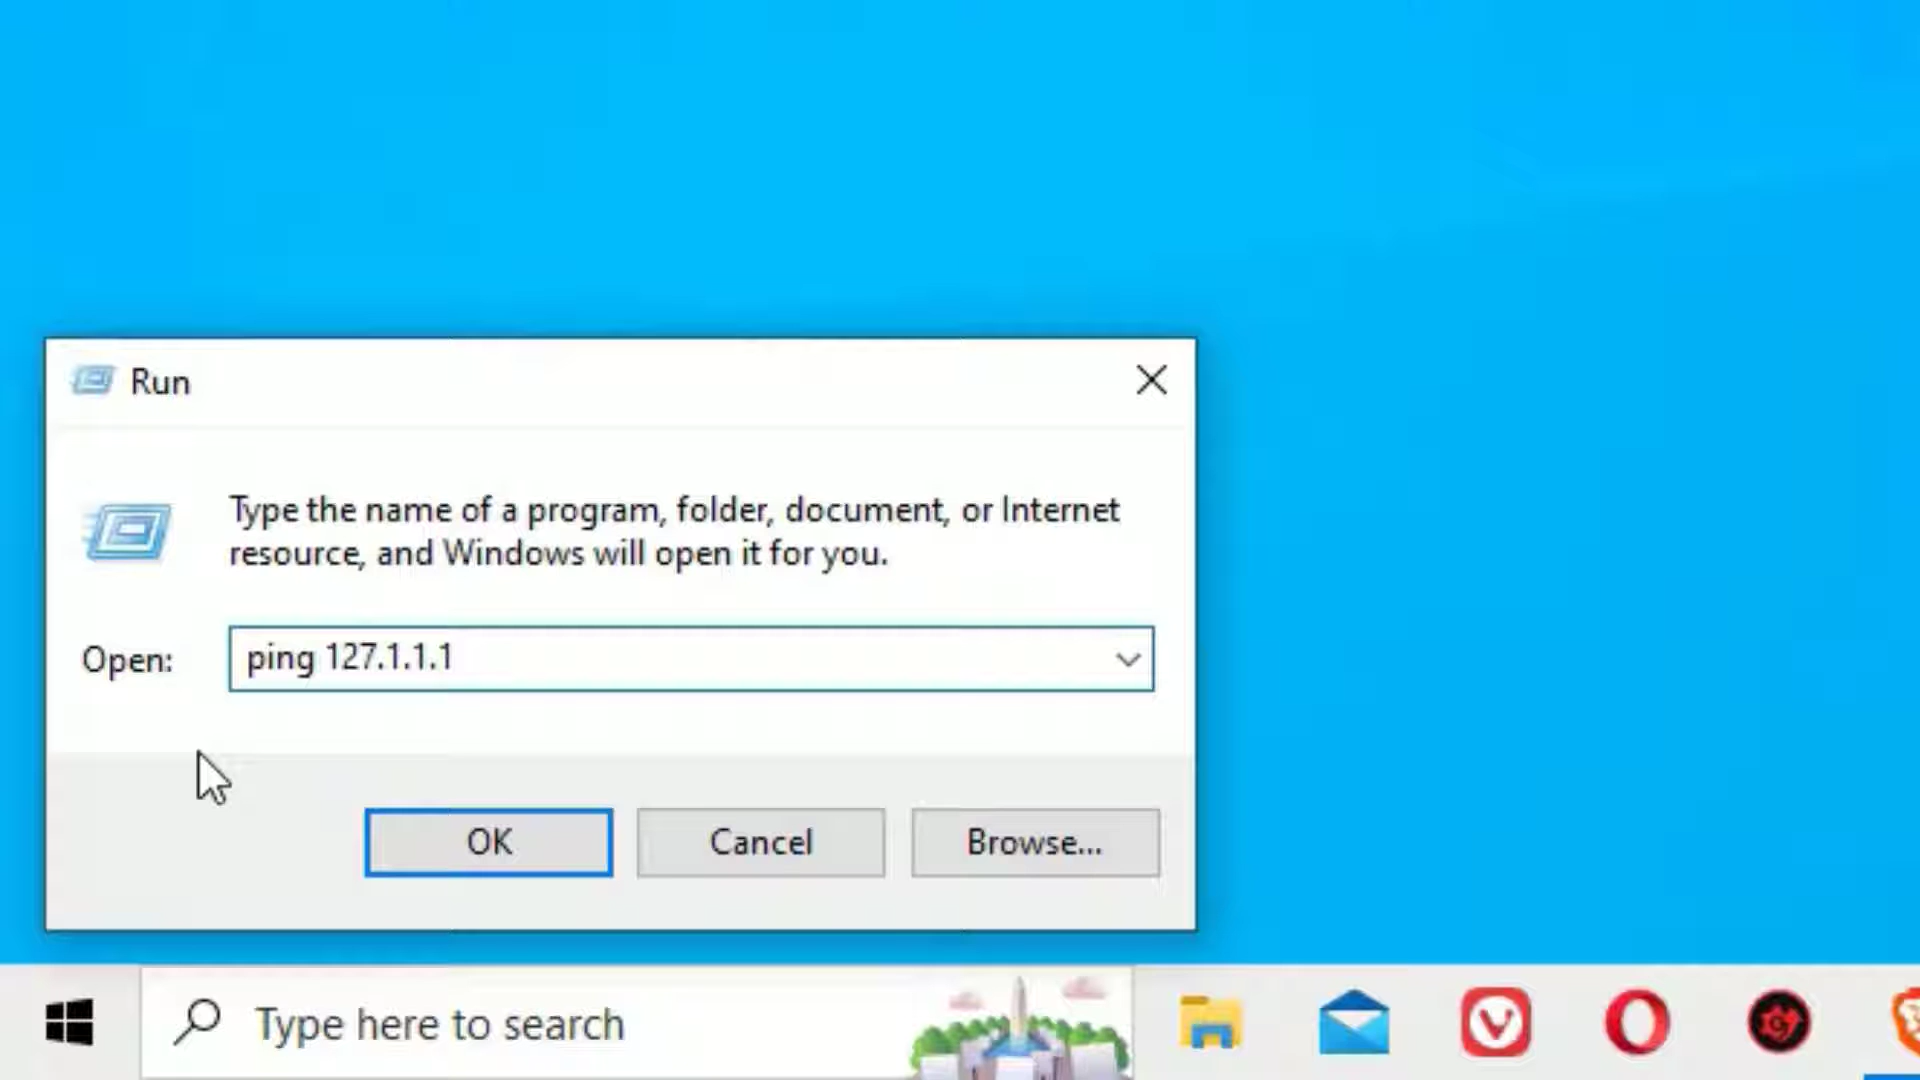 Run
Type the name of a program, folder, document, or Internet
resource, and Windows will open it for you.
Open:
ping 127.1.1.1
OK
Cancel
Browse...
Type here to search